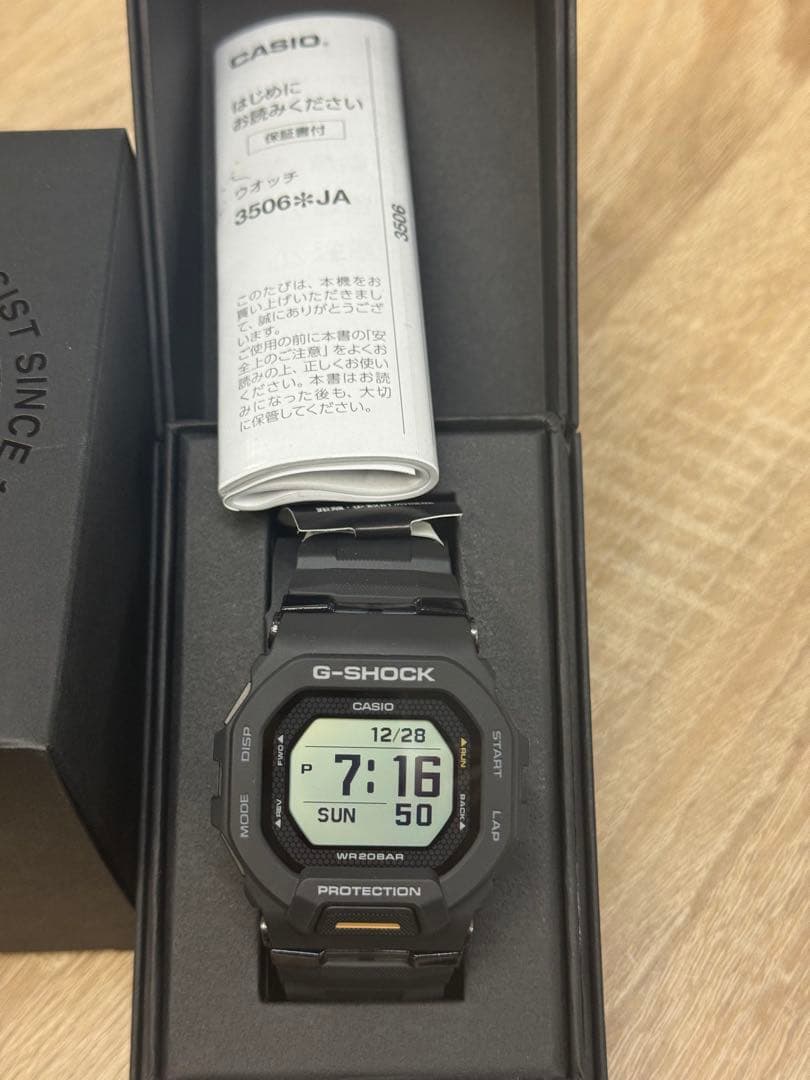 CASIO®
はじめに
お読みください
保証書付
ウオッチ
3506✻JA
3506
このたびは、本機をお
買い上げいただきまし
て、誠にありがとうござ
います。
ご使用の前に本書の「安
全上のご注意」をよくお
読みの上、正しくお使い
ください。本書はお読
みになった後も、大切
に保管してください。
IST SINCE
G-SHOCK
CASIO
DISP
MODE
FWD
REV
12/28
P 7:16
SUN 50
RUN
BACK
START
LAP
WR20BAR
PROTECTION